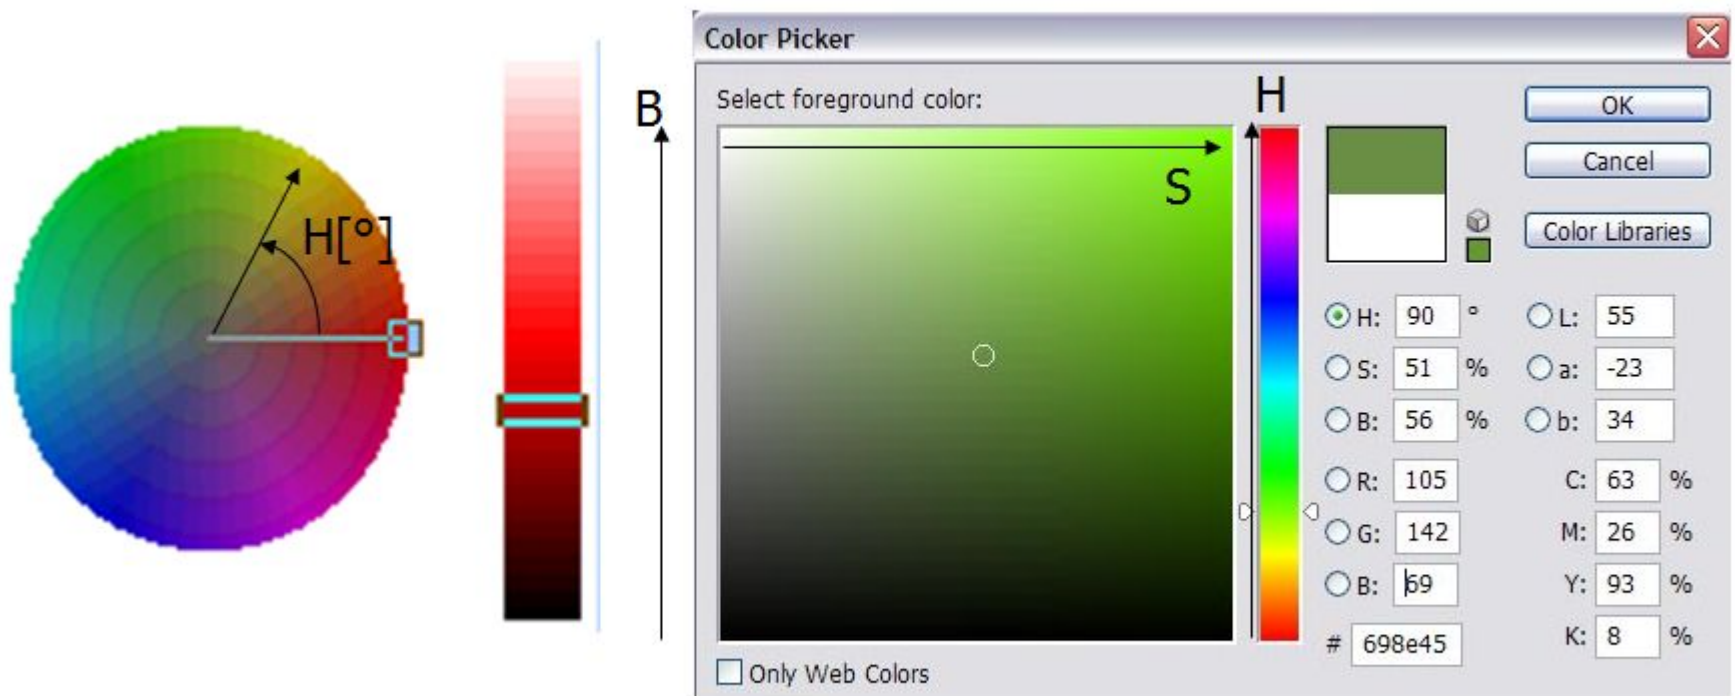 H[°]
B
Color Picker
Select foreground color:
S
H
OK
Cancel
Color Libraries
H: 90 °
S: 51 %
B: 56 %
R: 105
G: 142
B: 69
# 698e45
L: 55
a: -23
b: 34
C: 63 %
M: 26 %
Y: 93 %
K: 8 %
Only Web Colors